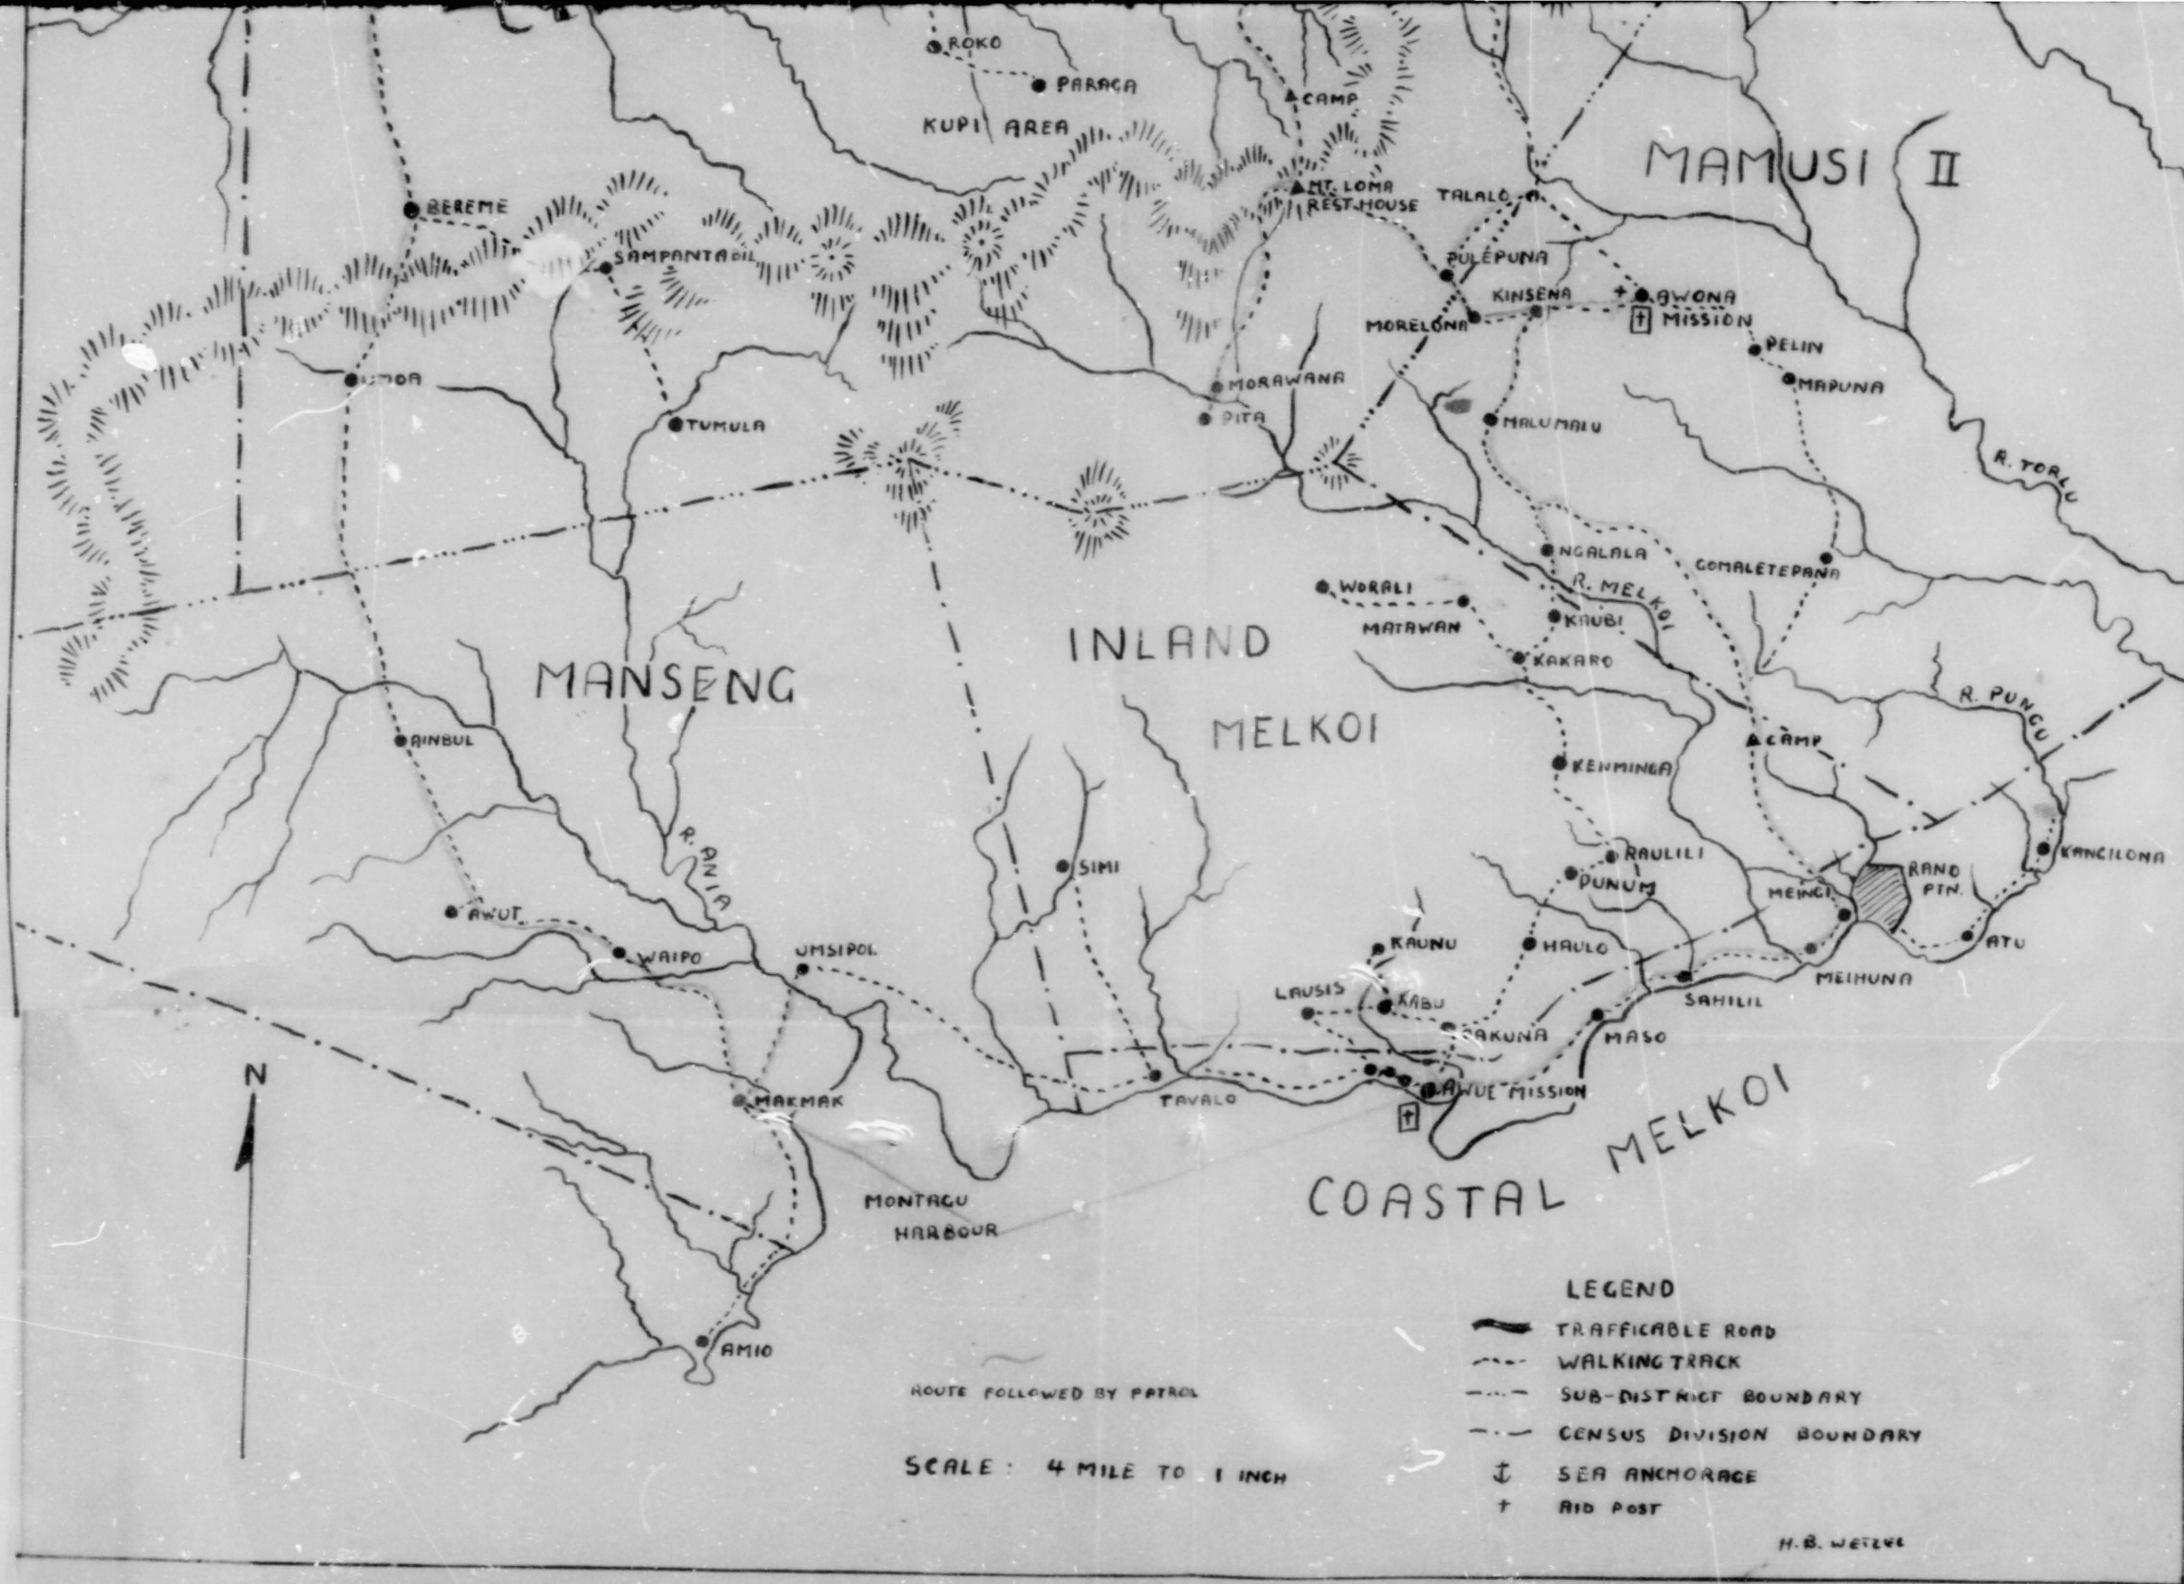 ROKO
PARAGA
KUPI AREA
CAMP
MAMUSI II
BEREME
MT. LOMA
REST HOUSE
TALALO
SAMPANTABIL
PULEPUNA
KINSENA
AWONA
MISSION
MORELONA
PELIN
UMOA
MORAWANA
MAPUNA
PITA
TUMULA
MALUMALU
R. TORLU
NGALALA
GOMALETEPANA
WORALI
R. MELKOI
MATAWAN
KAUBI
INLAND
MELKOI
KAKARO
MANSENG
R. PUNGU
AINBUL
CAMP
KENMINGA
R. ANIA
SIMI
RAULILI
KANGILONA
PUNUM
MEINGI
RANO
PTN.
AWUT
WAIPO
UMSIPOL
KAUNU
HAULO
ATU
MEIHUNA
LAUSIS
KABU
SAHILIL
PAKUNA
MASO
MAKMAK
TAVALO
AWUL MISSION
N
COASTAL MELKOI
MONTAGU
HARBOUR
AMIO
LEGEND
TRAFFICABLE ROAD
WALKING TRACK
SUB-DISTRICT BOUNDARY
CENSUS DIVISION BOUNDARY
SEA ANCHORAGE
AID POST
ROUTE FOLLOWED BY PATROL
SCALE: 4 MILE TO 1 INCH
H.B. WETZEL